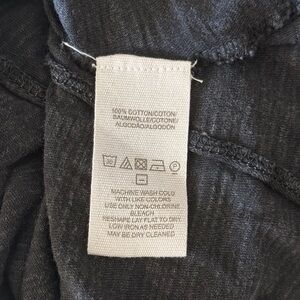 100% COTTON/COTON/
BAUMWOLLE/COTONE/
ALGODÃO/ALGODÓN
MACHINE WASH COLD
WITH LIKE COLORS
USE ONLY NON-CHLORINE
BLEACH
RESHAPE LAY FLAT TO DRY
LOW IRON AS NEEDED
MAY BE DRY CLEANED